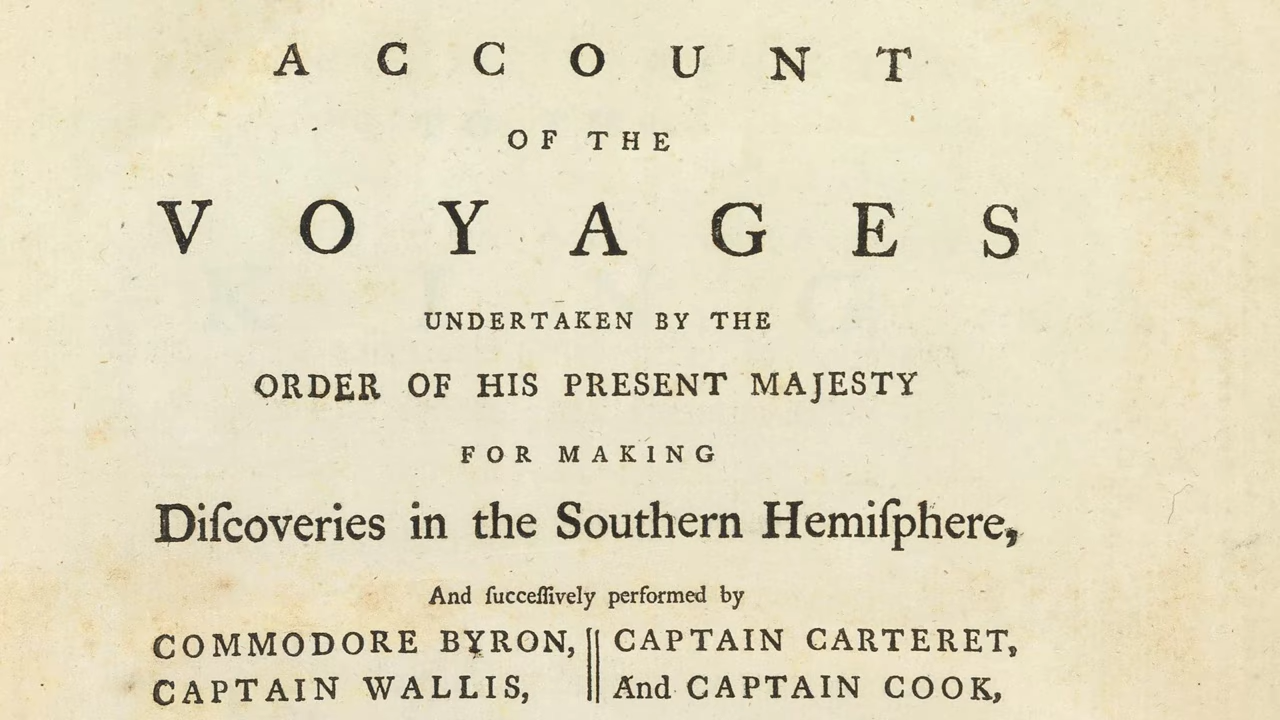 ACCOUNT
OF THE
VOYAGES
UNDERTAKEN BY THE
ORDER OF HIS PRESENT MAJESTY
FOR MAKING
Diſcoveries in the Southern Hemiſphere,
And ſucceſſively performed by
COMMODORE BYRON, || CAPTAIN CARTERET,
CAPTAIN WALLIS, || And CAPTAIN COOK,